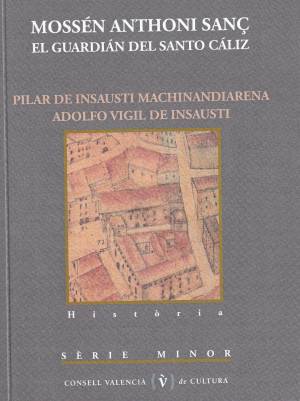 MOSSÉN ANTHONI SANÇ
EL GUARDIÁN DEL SANTO CÁLIZ
PILAR DE INSAUSTI MACHINANDIARENA
ADOLFO VIGIL DE INSAUSTI
Història
SÈRIE MINOR
CONSELL VALENCIÀ (V̀) de CULTURA